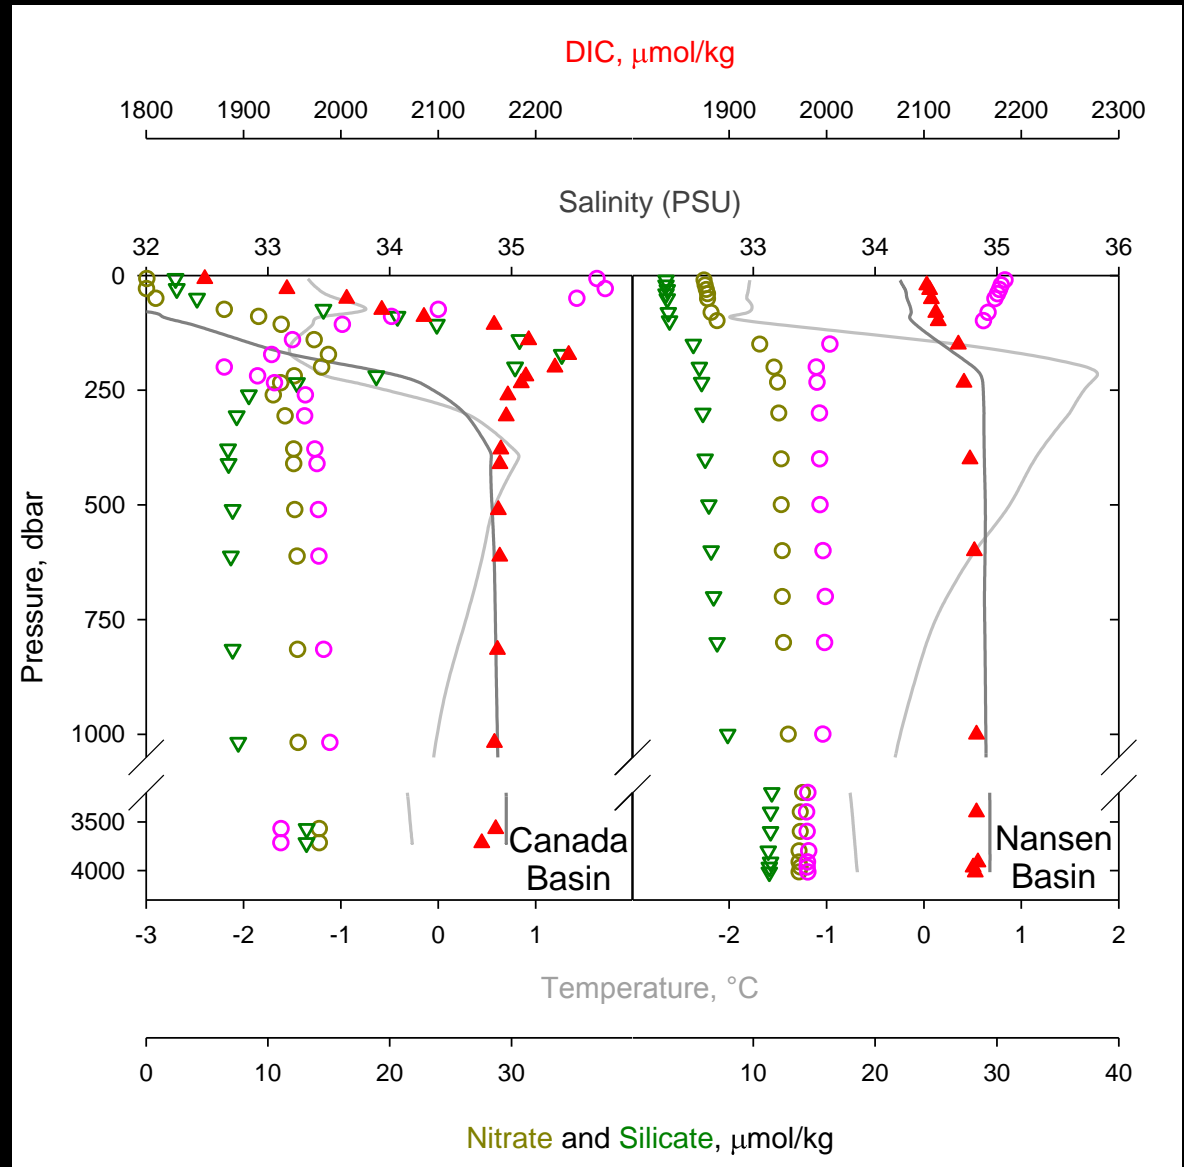 DIC, μmol/kg
1800 1900 2000 2100 2200 1900 2000 2100 2200 2300
Salinity (PSU)
32 33 34 35 33 34 35 36
Pressure, dbar
0
250
500
750
1000
3500
4000
Canada
Basin
Nansen
Basin
-3 -2 -1 0 1 -2 -1 0 1 2
Temperature, °C
0 10 20 30 10 20 30 40
Nitrate and Silicate, μmol/kg